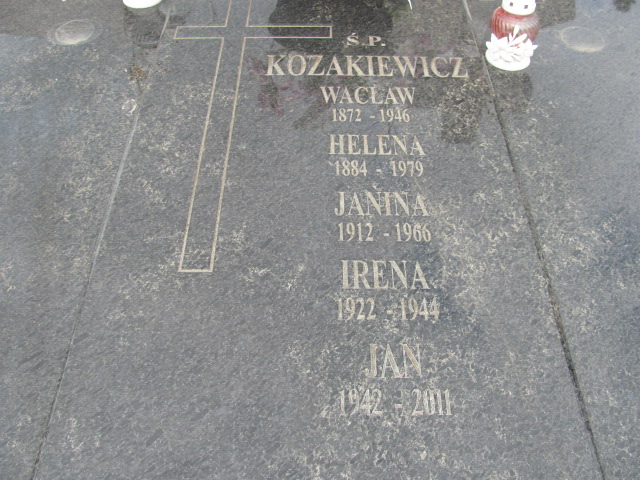 Ś.P.
KOZAKIEWICZ
WACŁAW
1872 - 1946
HELENA
1884 - 1979
JANINA
1912 - 1966
IRENA
1922 - 1944
JAN
1942 - 2011